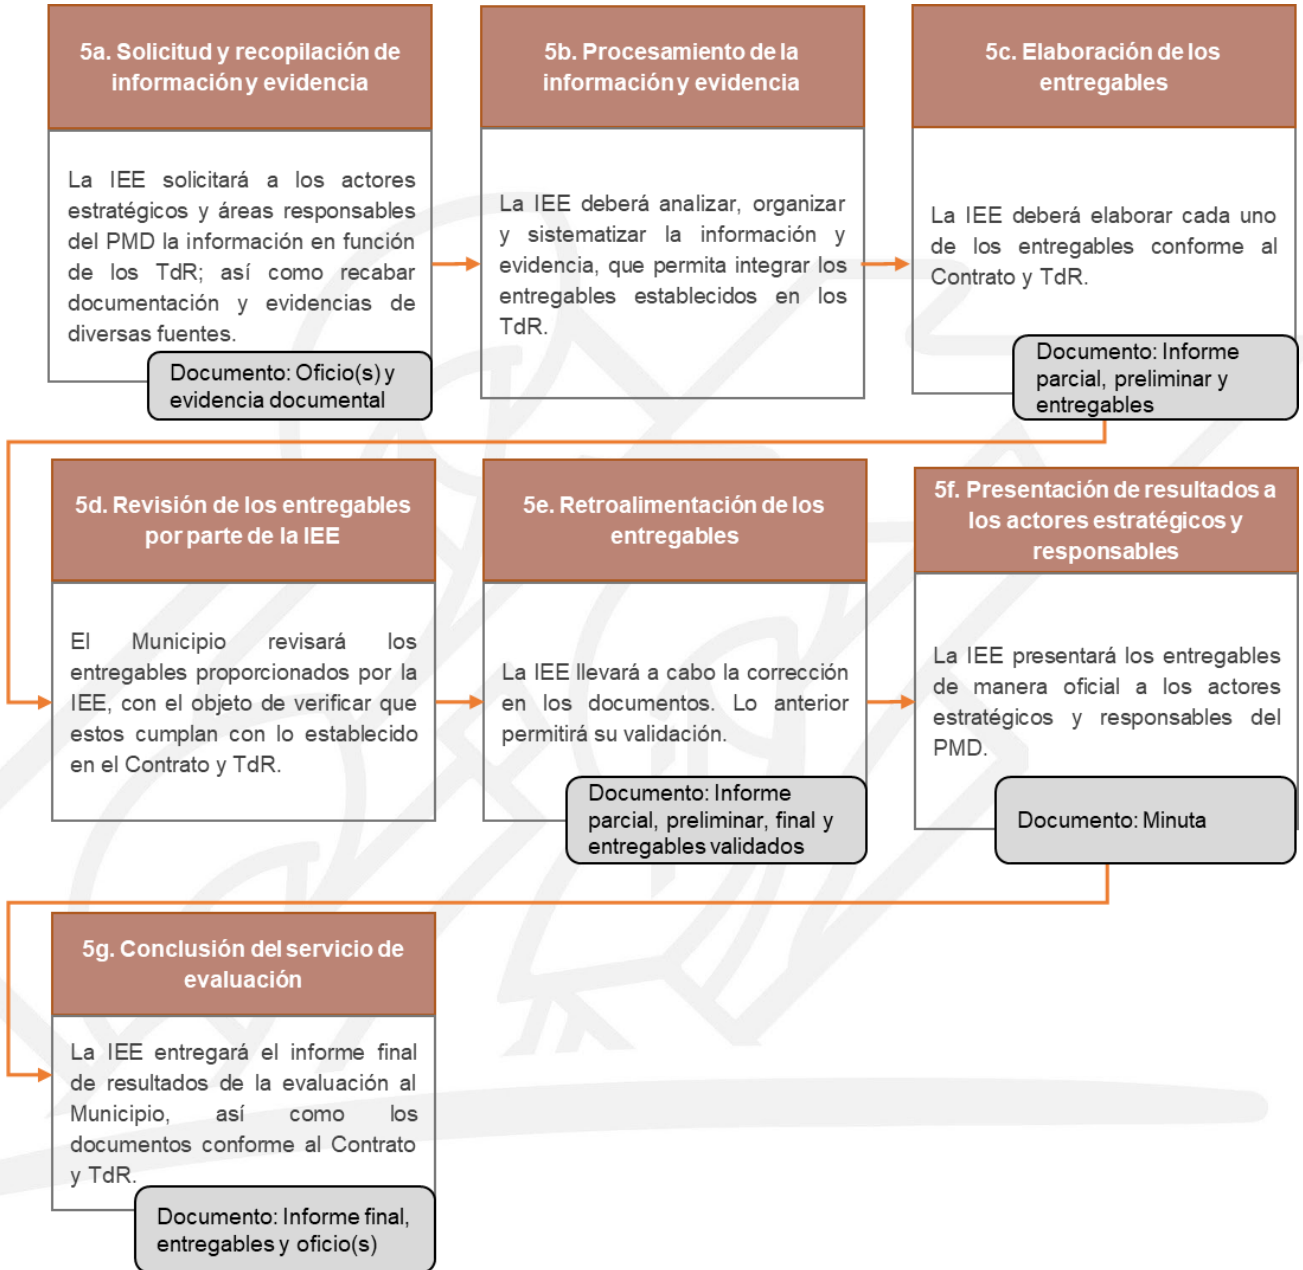 5a. Solicitud y recopilación de
información y evidencia
La IEE solicitará a los actores
estratégicos y áreas responsables
del PMD la información en función
de los TdR; así como recabar
documentación y evidencias de
diversas fuentes.
Documento: Oficio(s) y
evidencia documental
5b. Procesamiento de la
información y evidencia
La IEE deberá analizar, organizar
y sistematizar la información y
evidencia, que permita integrar los
entregables establecidos en los
TdR.
5c. Elaboración de los
entregables
La IEE deberá elaborar cada uno
de los entregables conforme al
Contrato y TdR.
Documento: Informe
parcial, preliminar y
entregables
5d. Revisión de los entregables
por parte de la IEE
El Municipio revisará los
entregables proporcionados por la
IEE, con el objeto de verificar que
estos cumplan con lo establecido
en el Contrato y TdR.
5e. Retroalimentación de los
entregables
La IEE llevará a cabo la corrección
en los documentos. Lo anterior
permitirá su validación.
Documento: Informe
parcial, preliminar, final y
entregables validados
5f. Presentación de resultados a
los actores estratégicos y
responsables
La IEE presentará los entregables
de manera oficial a los actores
estratégicos y responsables del
PMD.
Documento: Minuta
5g. Conclusión del servicio de
evaluación
La IEE entregará el informe final
de resultados de la evaluación al
Municipio, así como los
documentos conforme al Contrato
y TdR.
Documento: Informe final,
entregables y oficio(s)